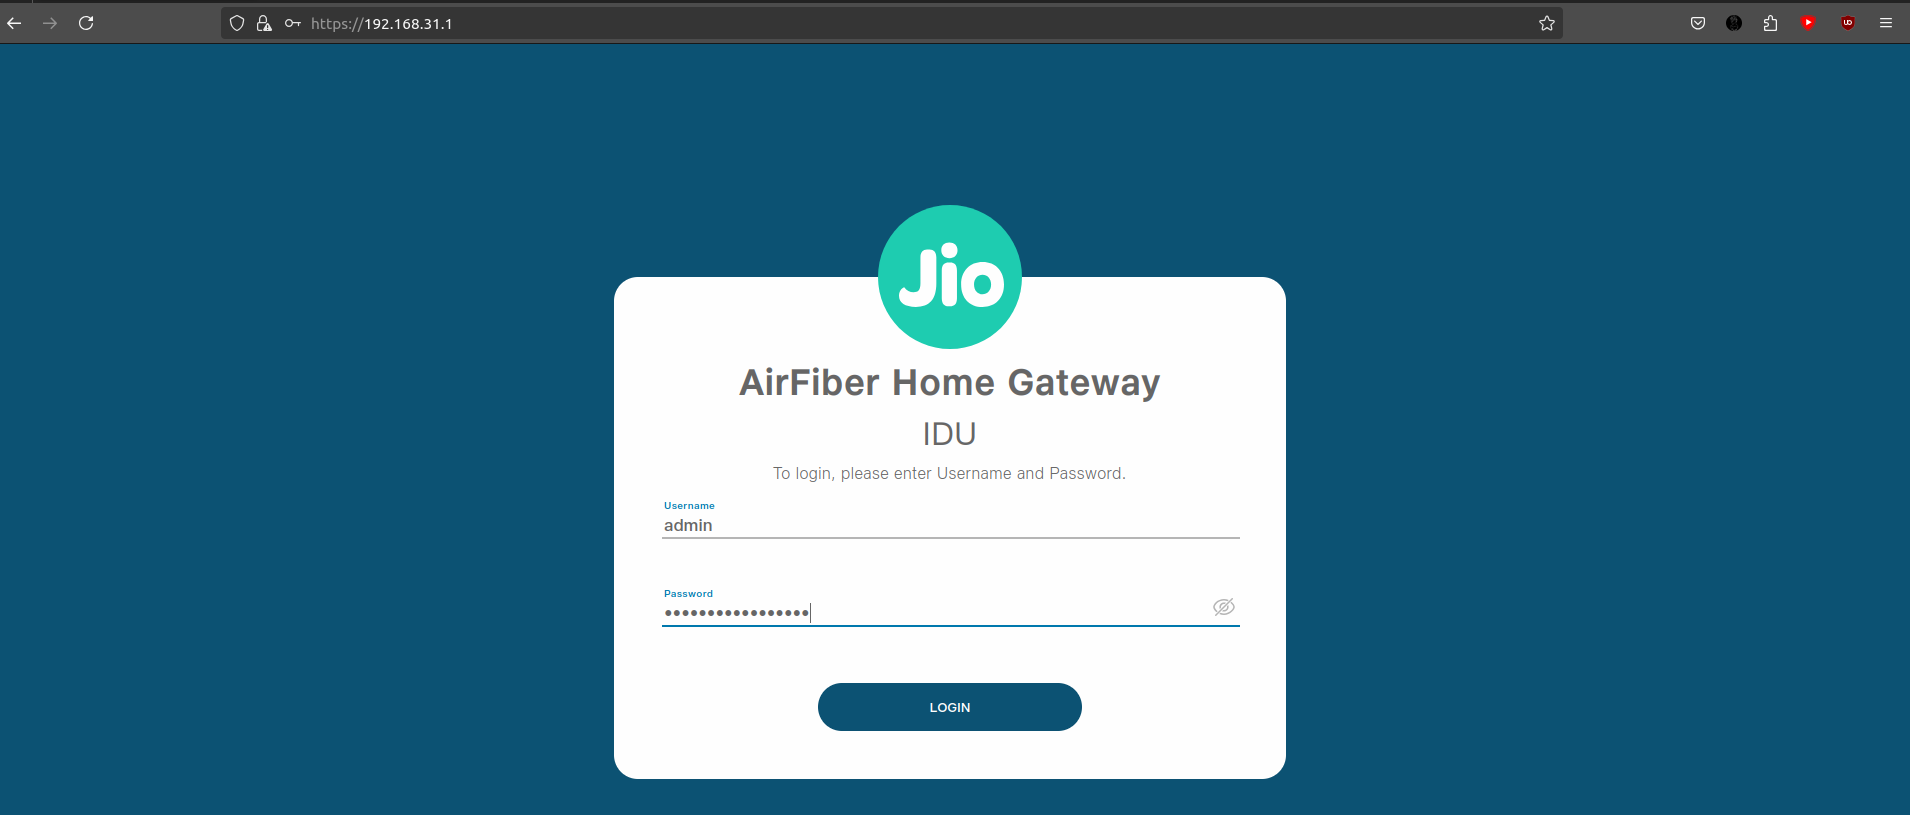 https://192.168.31.1
Jio
AirFiber Home Gateway
IDU
To login, please enter Username and Password.
Username
admin
Password
•••••••••••••••••
LOGIN